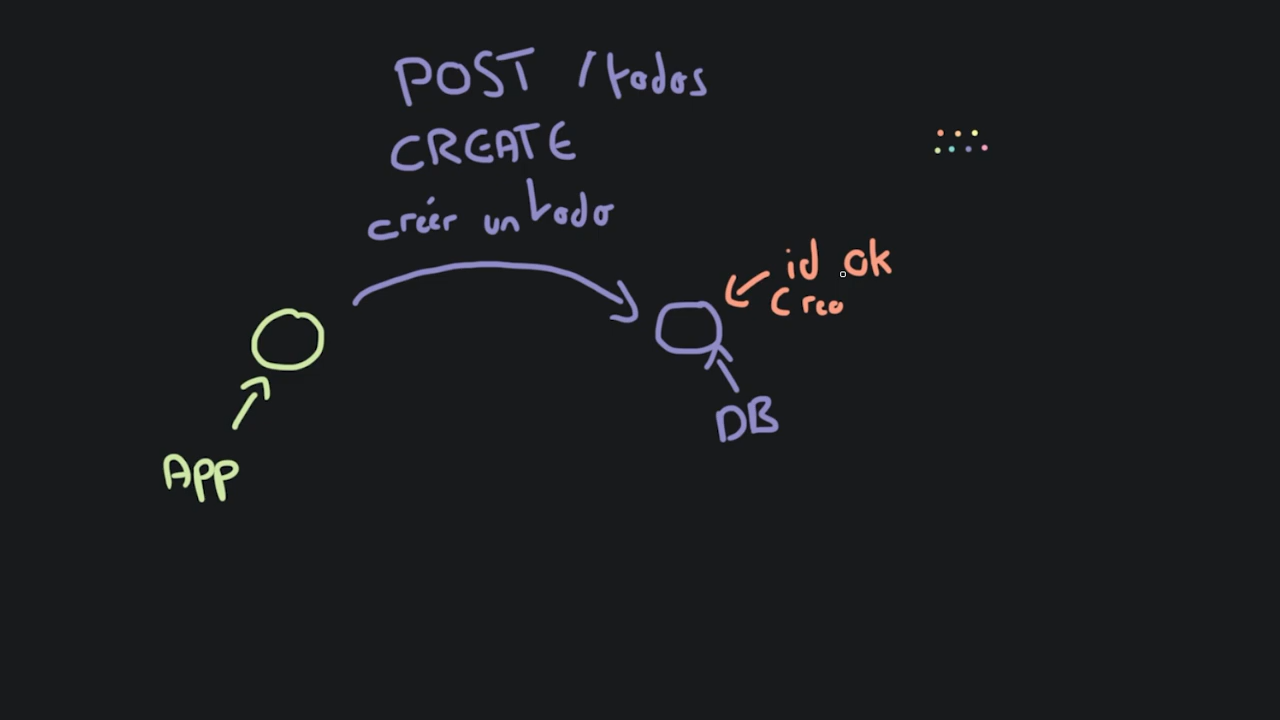 POST /todos
CREATE
créer un todo
id ok
Crea
DB
App